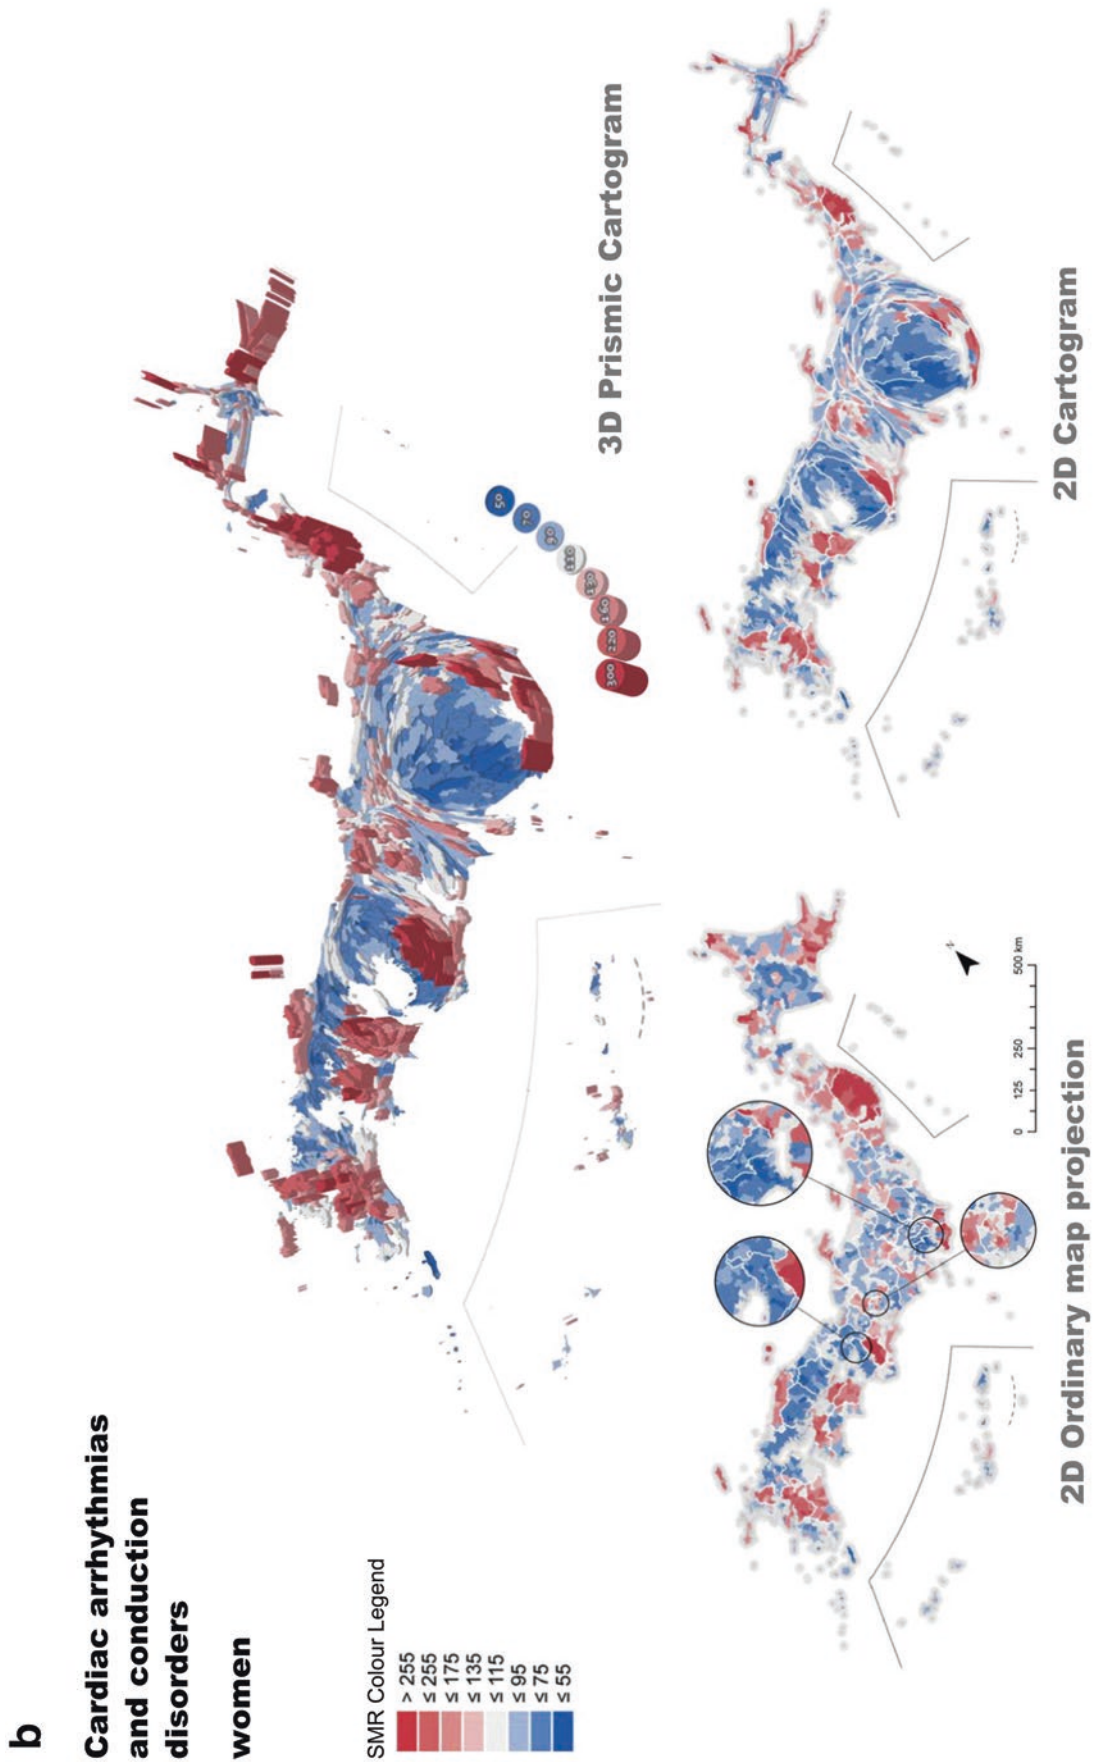 b
Cardiac arrhythmias
and conduction
disorders
women
SMR Colour Legend
> 255
≤ 255
≤ 175
≤ 135
≤ 115
≤ 95
≤ 75
≤ 55
300
220
160
130
110
90
70
50
3D Prismic Cartogram
N
0 125 250 500 km
2D Ordinary map projection
2D Cartogram